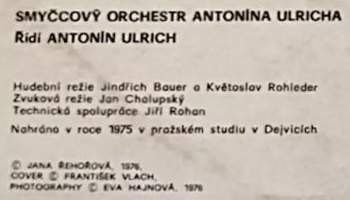 SMYČCOVÝ ORCHESTR ANTONÍNA ULRICHA
Řídí ANTONÍN ULRICH
Hudební režie Jindřich Bauer a Květoslav Rohleder
Zvuková režie Jan Chalupský
Technická spolupráce Jiří Rohan
Nahráno v roce 1975 v pražském studiu v Dejvicích
© JANA ŘEHOŘOVÁ, 1976,
COVER © FRANTIŠEK VLACH,
PHOTOGRAPHY © EVA HAJNOVÁ, 1976